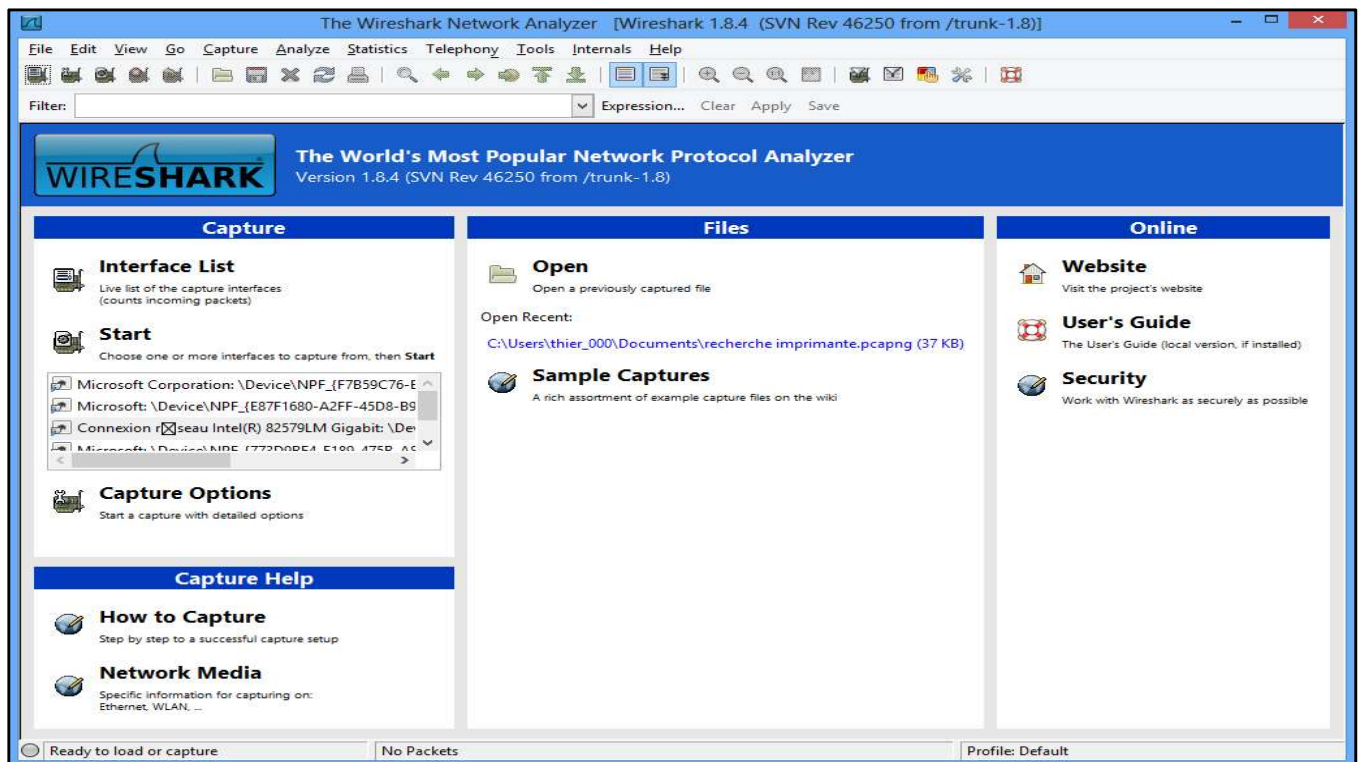 The Wireshark Network Analyzer [Wireshark 1.8.4 (SVN Rev 46250 from /trunk-1.8)]
File Edit View Go Capture Analyze Statistics Telephony Tools Internals Help
Filter: Expression... Clear Apply Save
WIRESHARK
The World's Most Popular Network Protocol Analyzer
Version 1.8.4 (SVN Rev 46250 from /trunk-1.8)
Capture
Interface List
Live list of the capture interfaces
(counts incoming packets)
Start
Choose one or more interfaces to capture from, then Start
Microsoft Corporation: \Device\NPF_{F7B59C76-E
Microsoft: \Device\NPF_{E87F1680-A2FF-45D8-B9
Connexion r☒seau Intel(R) 82579LM Gigabit: \De
Microsoft: \Device\NPF_
Capture Options
Start a capture with detailed options
Capture Help
How to Capture
Step by step to a successful capture setup
Network Media
Specific information for capturing on:
Ethernet, WLAN, ...
Files
Open
Open a previously captured file
Open Recent:
C:\Users\thier_000\Documents\recherche imprimante.pcapng (37 KB)
Sample Captures
A rich assortment of example capture files on the wiki
Online
Website
Visit the project's website
User's Guide
The User's Guide (local version, if installed)
Security
Work with Wireshark as securely as possible
Ready to load or capture
No Packets
Profile: Default